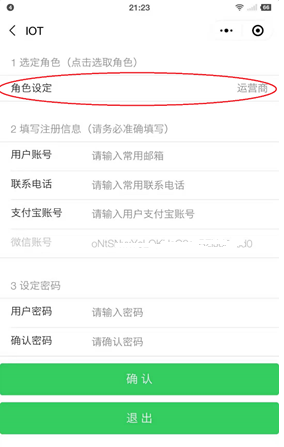 21:23
66
IOT
1 选定角色（点击选取角色）
角色设定 运营商
2 填写注册信息（请务必准确填写）
用户账号 请输入常用邮箱
联系电话 请输入常用联系电话
支付宝账号 请输入用户支付宝账号
微信账号
3 设定密码
用户密码 请输入密码
确认密码 请确认密码
确 认
退 出